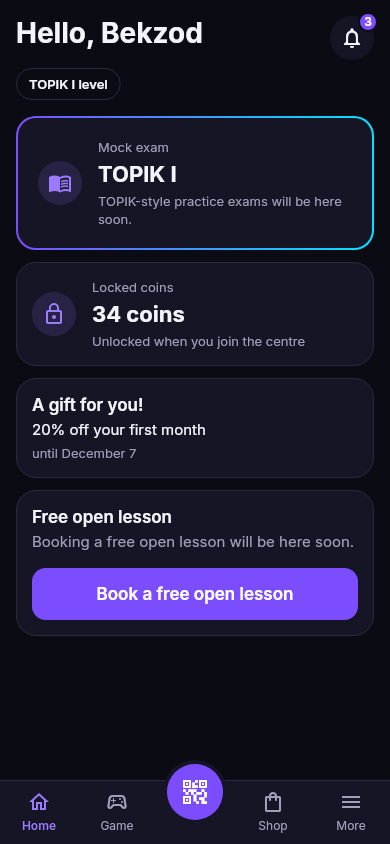 Hello, Bekzod
3
TOPIK I level
Mock exam
TOPIK I
TOPIK-style practice exams will be here
soon.
Locked coins
34 coins
Unlocked when you join the centre
A gift for you!
20% off your first month
until December 7
Free open lesson
Booking a free open lesson will be here soon.
Book a free open lesson
Home
Game
Shop
More